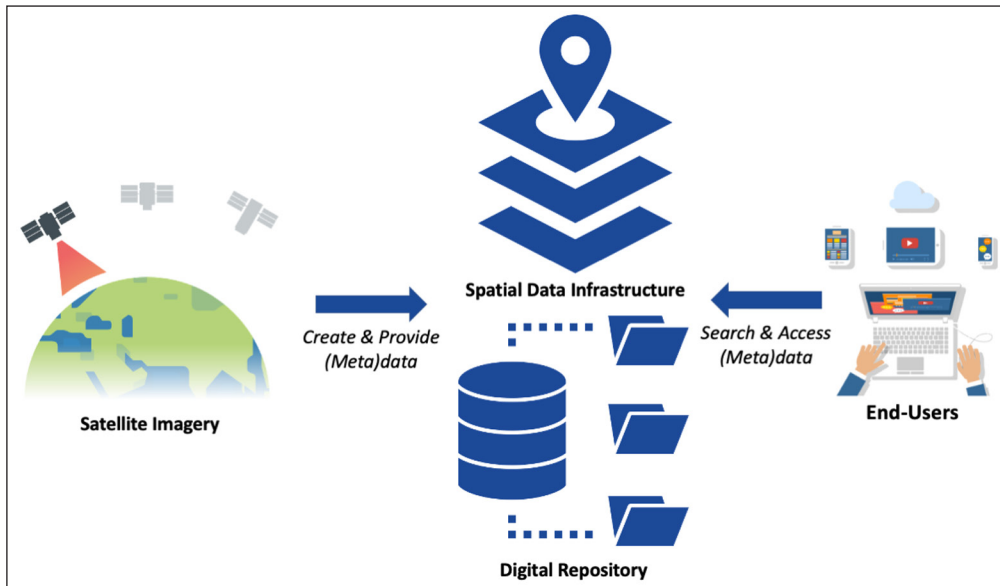 Spatial Data Infrastructure
Create & Provide
(Meta)data
Search & Access
(Meta)data
Satellite Imagery
End-Users
Digital Repository